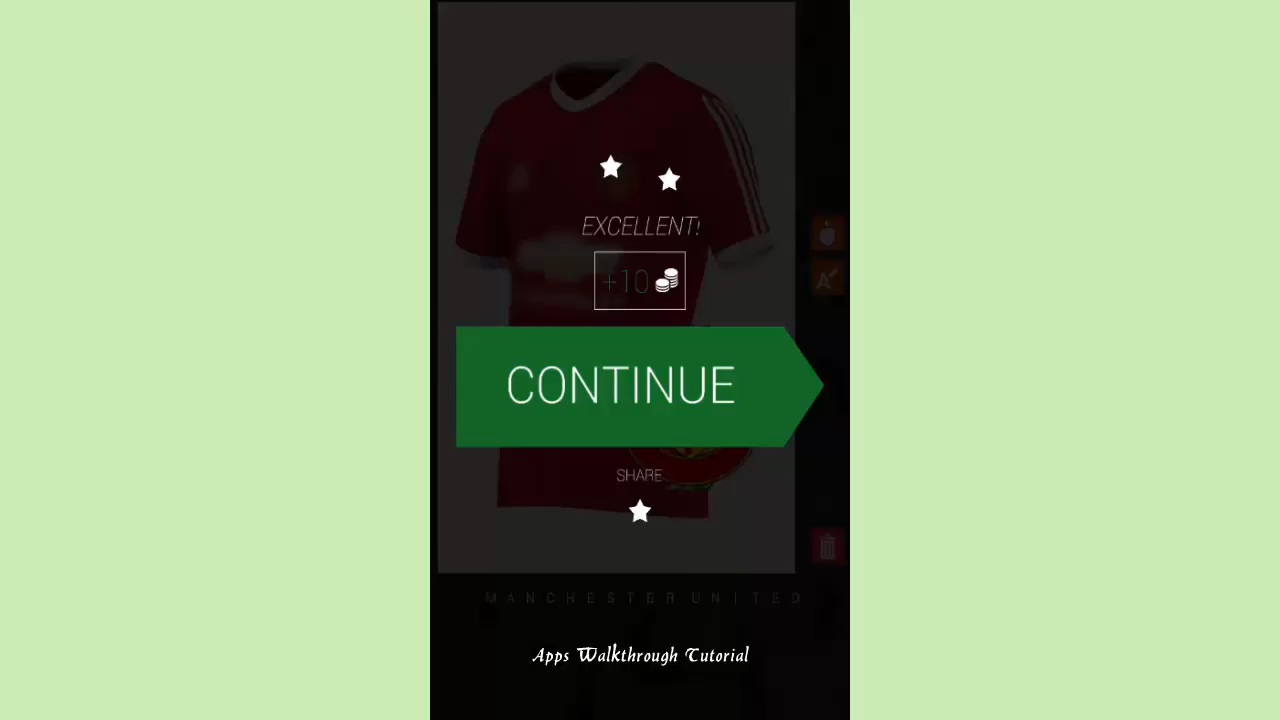 EXCELLENT!
+10
CONTINUE
SHARE
MANCHESTER UNITED
Apps Walkthrough Tutorial